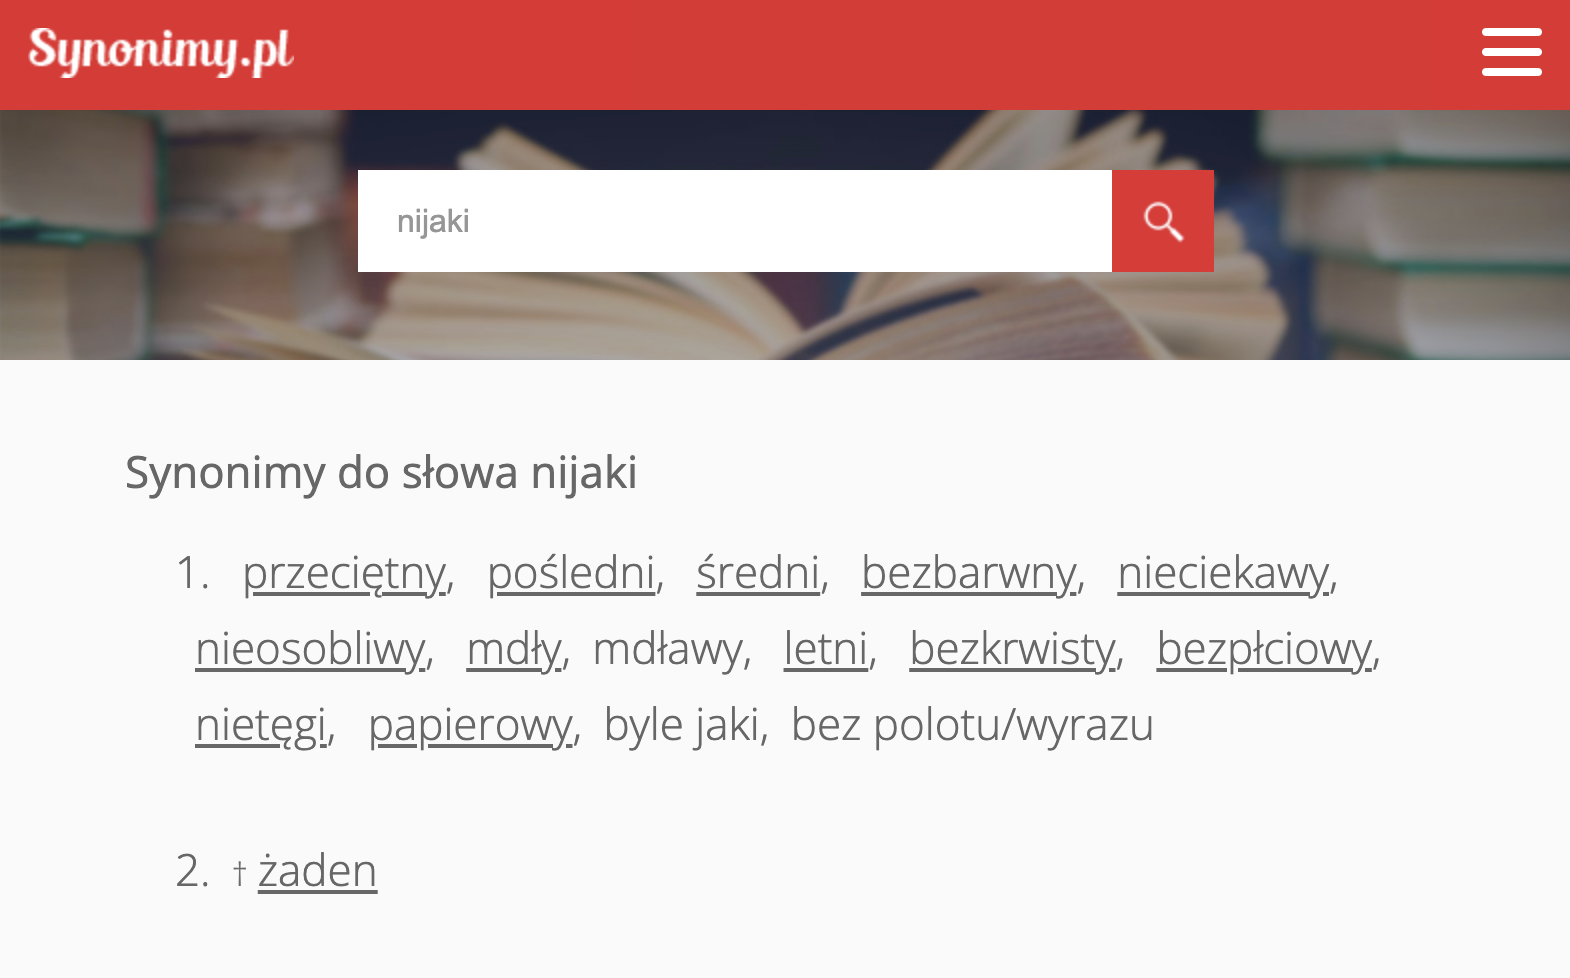 Synonimy.pl
nijaki
Synonimy do słowa nijaki
1. przeciętny, pośledni, średni, bezbarwny, nieciekawy,
nieosobliwy, mdły, mdławy, letni, bezkrwisty, bezpłciowy,
nietęgi, papierowy, byle jaki, bez polotu/wyrazu
2. † żaden